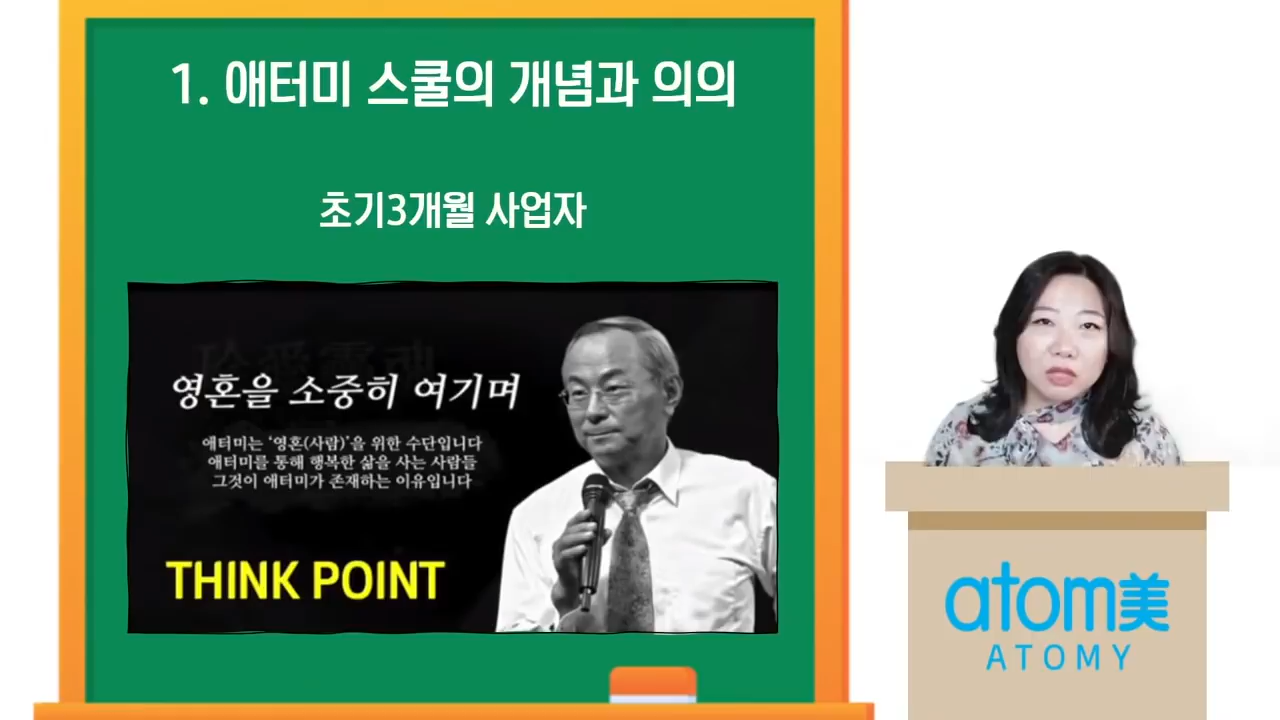 1. 애터미 스쿨의 개념과 의의
초기3개월 사업자
영혼을 소중히 여기며
애터미는 ‘영혼(사람)’을 위한 수단입니다
애터미를 통해 행복한 삶을 사는 사람들
그것이 애터미가 존재하는 이유입니다
THINK POINT
atom美
ATOMY